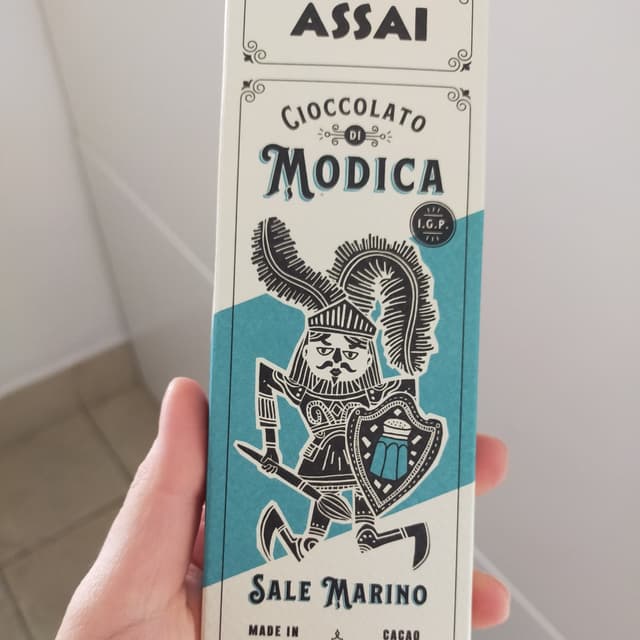 ASSAI
CIOCCOLATO
DI
MODICA
I.G.P.
SALE MARINO
MADE IN CACAO